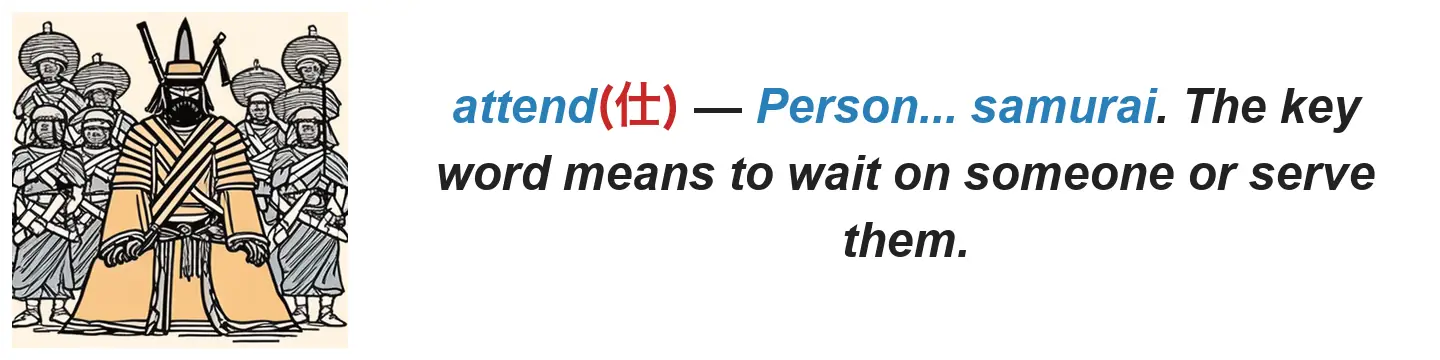 attend(仕) — Person... samurai. The key
word means to wait on someone or serve
them.